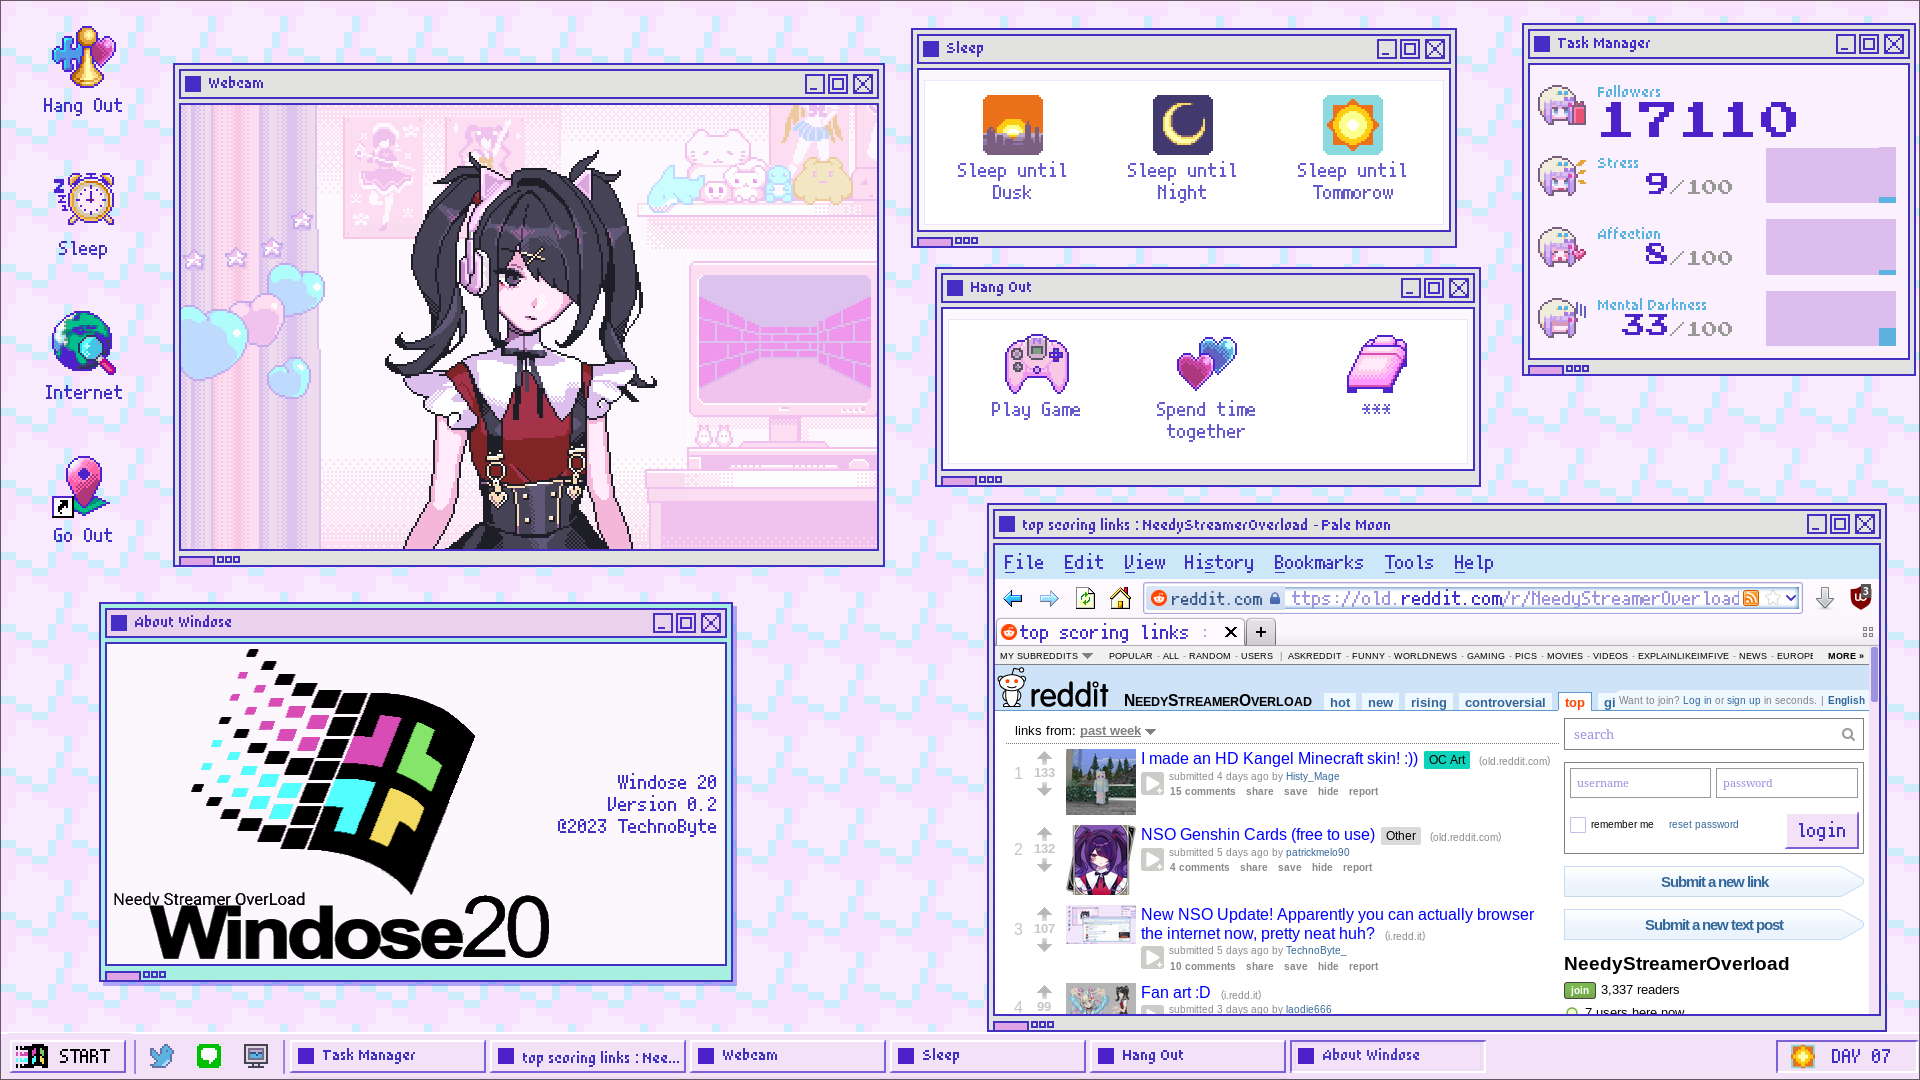 Hang Out
Sleep
Internet
Go Out
Webcam
Sleep
Sleep until
Dusk
Sleep until
Night
Sleep until
Tommorow
Hang Out
Play Game
Spend time
together
***
Task Manager
Followers
17110
Stress
9/100
Affection
8/100
Mental Darkness
33/100
About Windose
Windose 20
Version 0.2
@2023 TechnoByte
Needy Streamer OverLoad
Windose20
top scoring links : NeedyStreamerOverload - Pale Moon
File Edit View History Bookmarks Tools Help
reddit.com ttps://old.reddit.com/r/NeedyStreamerOverload
3
top scoring links :
MY SUBREDDITS POPULAR - ALL - RANDOM - USERS | ASKREDDIT - FUNNY - WORLDNEWS - GAMING - PICS - MOVIES - VIDEOS - EXPLAINLIKEIMFIVE - NEWS - EUROPE MORE »
reddit NEEDYSTREAMEROVERLOAD hot new rising controversial top gi
Want to join? Log in or sign up in seconds. | English
links from: past week
1 133
I made an HD Kangel Minecraft skin! :)) OC Art (old.reddit.com)
submitted 4 days ago by Histy_Mage
15 comments share save hide report
2 132
NSO Genshin Cards (free to use) Other (old.reddit.com)
submitted 5 days ago by patrickmelo90
4 comments share save hide report
3 107
New NSO Update! Apparently you can actually browser
the internet now, pretty neat huh? (i.redd.it)
submitted 5 days ago by TechnoByte_
10 comments share save hide report
4 99
Fan art :D (i.redd.it)
submitted 3 days ago by laodie666
search
username password
remember me reset password login
Submit a new link
Submit a new text post
NeedyStreamerOverload
join 3,337 readers
7 users here now
START
Task Manager
top scoring links : Nee...
Webcam
Sleep
Hang Out
About Windose
DAY 07